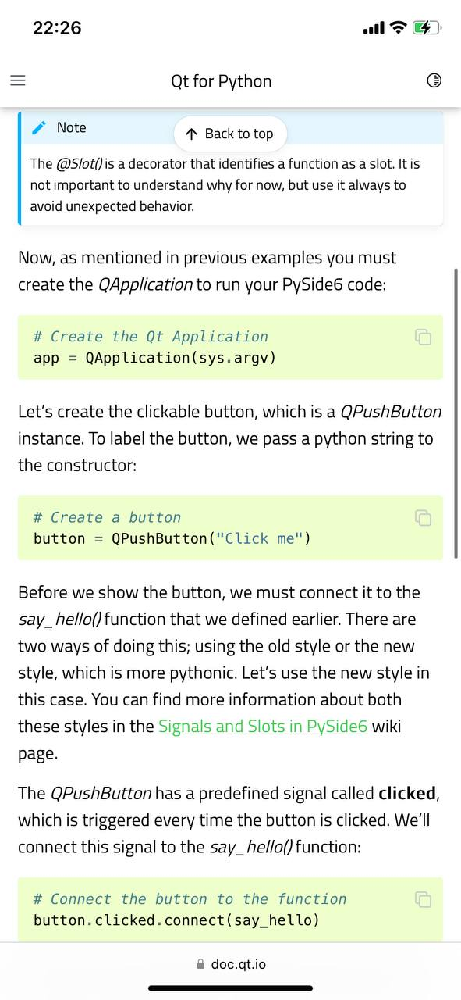 22:26
Qt for Python
Note
Back to top
The @Slot() is a decorator that identifies a function as a slot. It is
not important to understand why for now, but use it always to
avoid unexpected behavior.
Now, as mentioned in previous examples you must
create the QApplication to run your PySide6 code:
# Create the Qt Application
app = QApplication(sys.argv)
Let’s create the clickable button, which is a QPushButton
instance. To label the button, we pass a python string to
the constructor:
# Create a button
button = QPushButton("Click me")
Before we show the button, we must connect it to the
say_hello() function that we defined earlier. There are
two ways of doing this; using the old style or the new
style, which is more pythonic. Let’s use the new style in
this case. You can find more information about both
these styles in the Signals and Slots in PySide6 wiki
page.
The QPushButton has a predefined signal called clicked,
which is triggered every time the button is clicked. We’ll
connect this signal to the say_hello() function:
# Connect the button to the function
button.clicked.connect(say_hello)
doc.qt.io